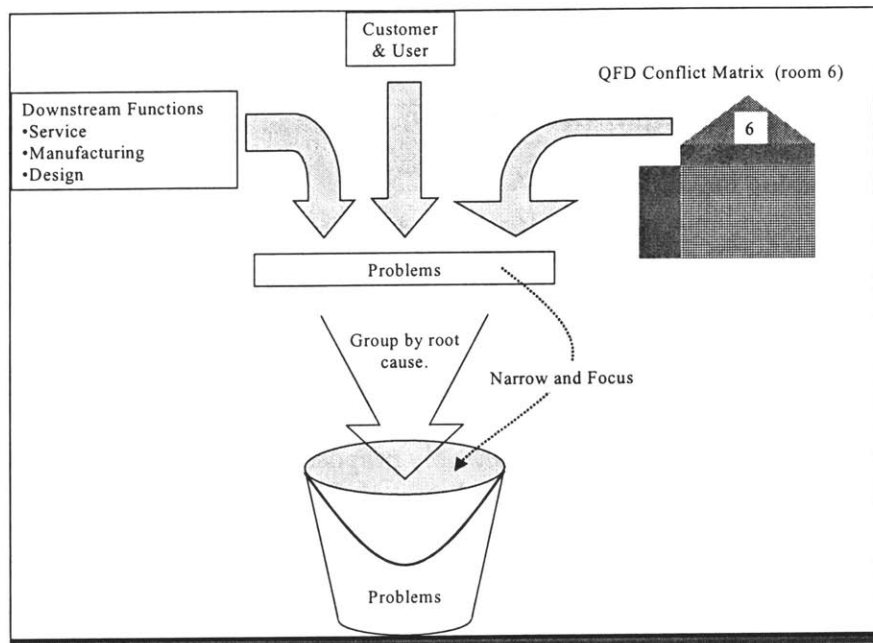 Customer
& User
QFD Conflict Matrix (room 6)
6
Downstream Functions
•Service
•Manufacturing
•Design
Problems
Group by root
cause.
Narrow and Focus
Problems